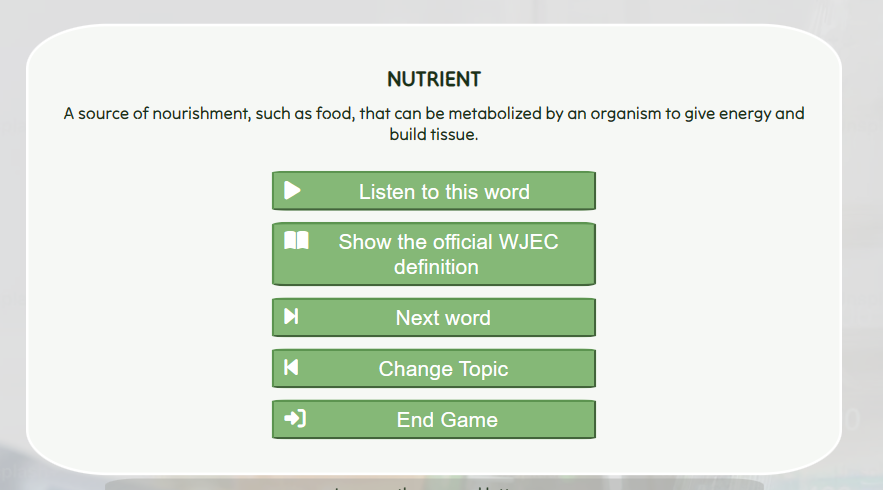 NUTRIENT
A source of nourishment, such as food, that can be metabolized by an organism to give energy and
build tissue.
Listen to this word
Show the official WJEC
definition
Next word
Change Topic
End Game